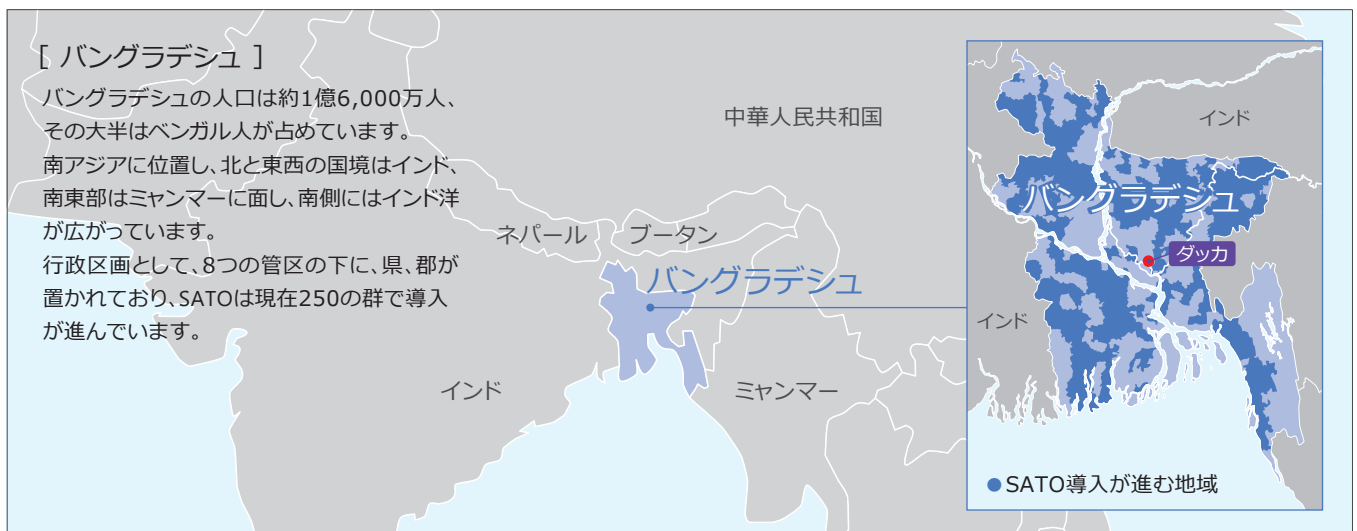 [ バングラデシュ ]
バングラデシュの人口は約1億6,000万人、
その大半はベンガル人が占めています。
南アジアに位置し、北と東西の国境はインド、
南東部はミャンマーに面し、南側にはインド洋
が広がっています。
行政区画として、8つの管区の下に、県、郡が
置かれており、SATOは現在250の群で導入
が進んでいます。
中華人民共和国
ネパール
ブータン
バングラデシュ
インド
ミャンマー
インド
バングラデシュ
ダッカ
インド
●SATO導入が進む地域